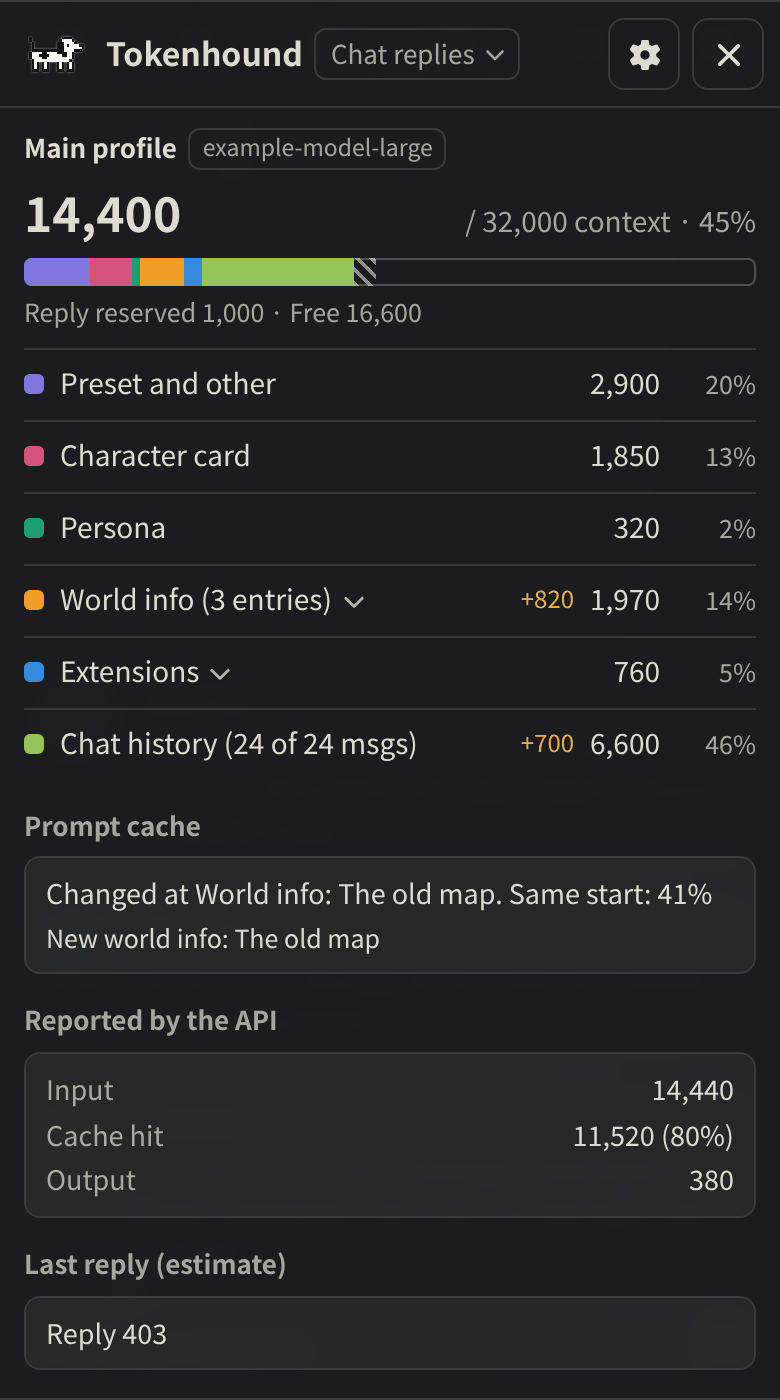 Tokenhound Chat replies
Main profile example-model-large
14,400 / 32,000 context · 45%
Reply reserved 1,000 · Free 16,600
Preset and other 2,900 20%
Character card 1,850 13%
Persona 320 2%
World info (3 entries) +820 1,970 14%
Extensions 760 5%
Chat history (24 of 24 msgs) +700 6,600 46%
Prompt cache
Changed at World info: The old map. Same start: 41%
New world info: The old map
Reported by the API
Input 14,440
Cache hit 11,520 (80%)
Output 380
Last reply (estimate)
Reply 403